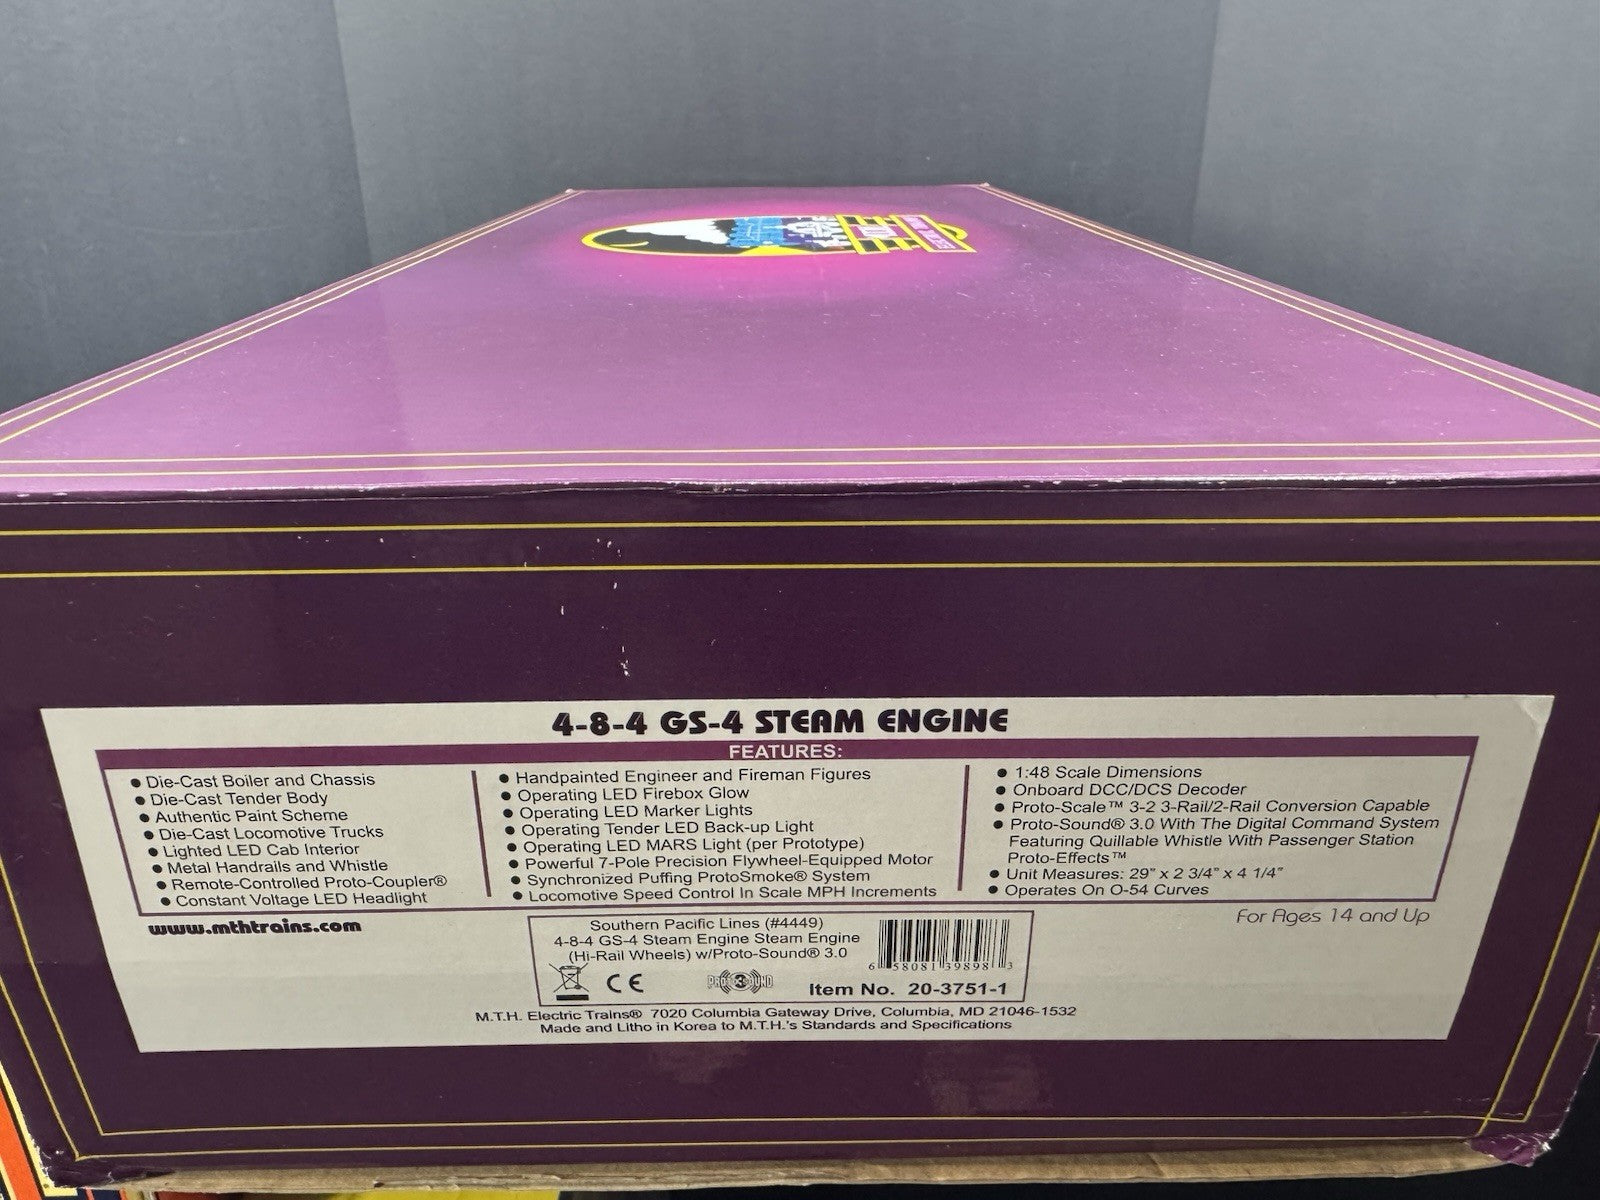 4-8-4 GS-4 STEAM ENGINE
FEATURES:
● Die-Cast Boiler and Chassis
● Die-Cast Tender Body
● Authentic Paint Scheme
● Die-Cast Locomotive Trucks
● Lighted LED Cab Interior
● Metal Handrails and Whistle
● Remote-Controlled Proto-Coupler®
● Constant Voltage LED Headlight
● Handpainted Engineer and Fireman Figures
● Operating LED Firebox Glow
● Operating LED Marker Lights
● Operating Tender LED Back-up Light
● Operating LED MARS Light (per Prototype)
● Powerful 7-Pole Precision Flywheel-Equipped Motor
● Synchronized Puffing ProtoSmoke® System
● Locomotive Speed Control In Scale MPH Increments
● 1:48 Scale Dimensions
● Onboard DCC/DCS Decoder
● Proto-Scale™ 3-2 3-Rail/2-Rail Conversion Capable
● Proto-Sound® 3.0 With The Digital Command System
Featuring Quillable Whistle With Passenger Station
Proto-Effects™
● Unit Measures: 29" x 2 3/4" x 4 1/4"
● Operates On O-54 Curves
www.mthtrains.com
For Ages 14 and Up
Southern Pacific Lines (#4449)
4-8-4 GS-4 Steam Engine Steam Engine
(Hi-Rail Wheels) w/Proto-Sound® 3.0
6 58081 39898 3
CE
PROTO 3 SOUND
Item No. 20-3751-1
M.T.H. Electric Trains® 7020 Columbia Gateway Drive, Columbia, MD 21046-1532
Made and Litho in Korea to M.T.H.'s Standards and Specifications